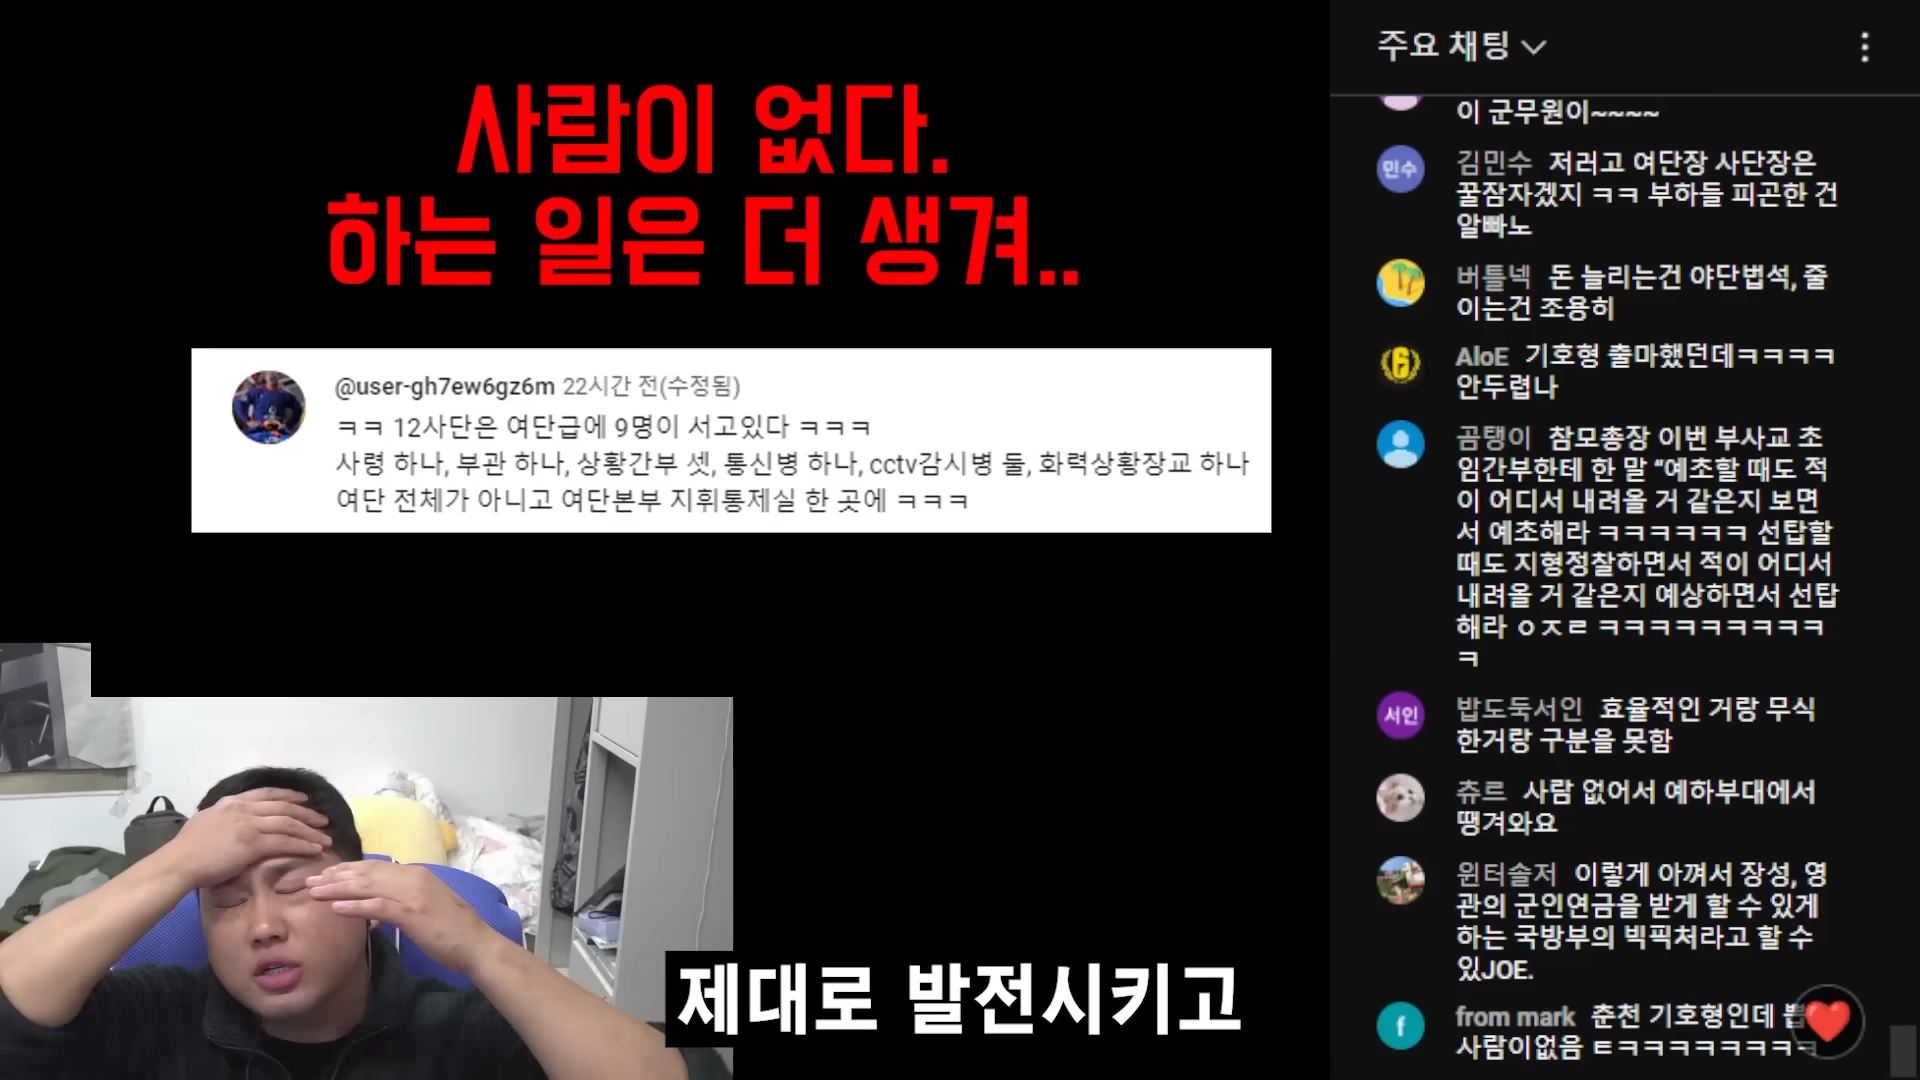 사람이 없다.
하는 일은 더 생겨..
@user-gh7ew6gz6m 22시간 전(수정됨)
ㅋㅋ 12사단은 여단급에 9명이 서고있다 ㅋㅋㅋ
사령 하나, 부관 하나, 상황간부 셋, 통신병 하나, cctv감시병 둘, 화력상황장교 하나
여단 전체가 아니고 여단본부 지휘통제실 한 곳에 ㅋㅋㅋ
제대로 발전시키고
주요 채팅
이 군무원이~~~~
민수
김민수 저러고 여단장 사단장은
꿀잠자겠지 ㅋㅋ 부하들 피곤한 건
알빠노
버틀넥 돈 늘리는건 야단법석, 줄
이는건 조용히
AloE 기호형 출마했던데ㅋㅋㅋㅋ
안두렵나
곰탱이 참모총장 이번 부사교 초
임간부한테 한 말 “예초할 때도 적
이 어디서 내려올 거 같은지 보면
서 예초해라 ㅋㅋㅋㅋㅋㅋ 선탑할
때도 지형정찰하면서 적이 어디서
내려올 거 같은지 예상하면서 선탑
해라 ㅇㅈㄹ ㅋㅋㅋㅋㅋㅋㅋㅋㅋ
ㅋ
서인
밥도둑서인 효율적인 거랑 무식
한거랑 구분을 못함
츄르 사람 없어서 예하부대에서
땡겨와요
윈터솔저 이렇게 아껴서 장성, 영
관의 군인연금을 받게 할 수 있게
하는 국방부의 빅픽처라고 할 수
있JOE.
f
from mark 춘천 기호형인데
사람이없음 ㅌㅋㅋㅋㅋㅋㅋㅋㅋ